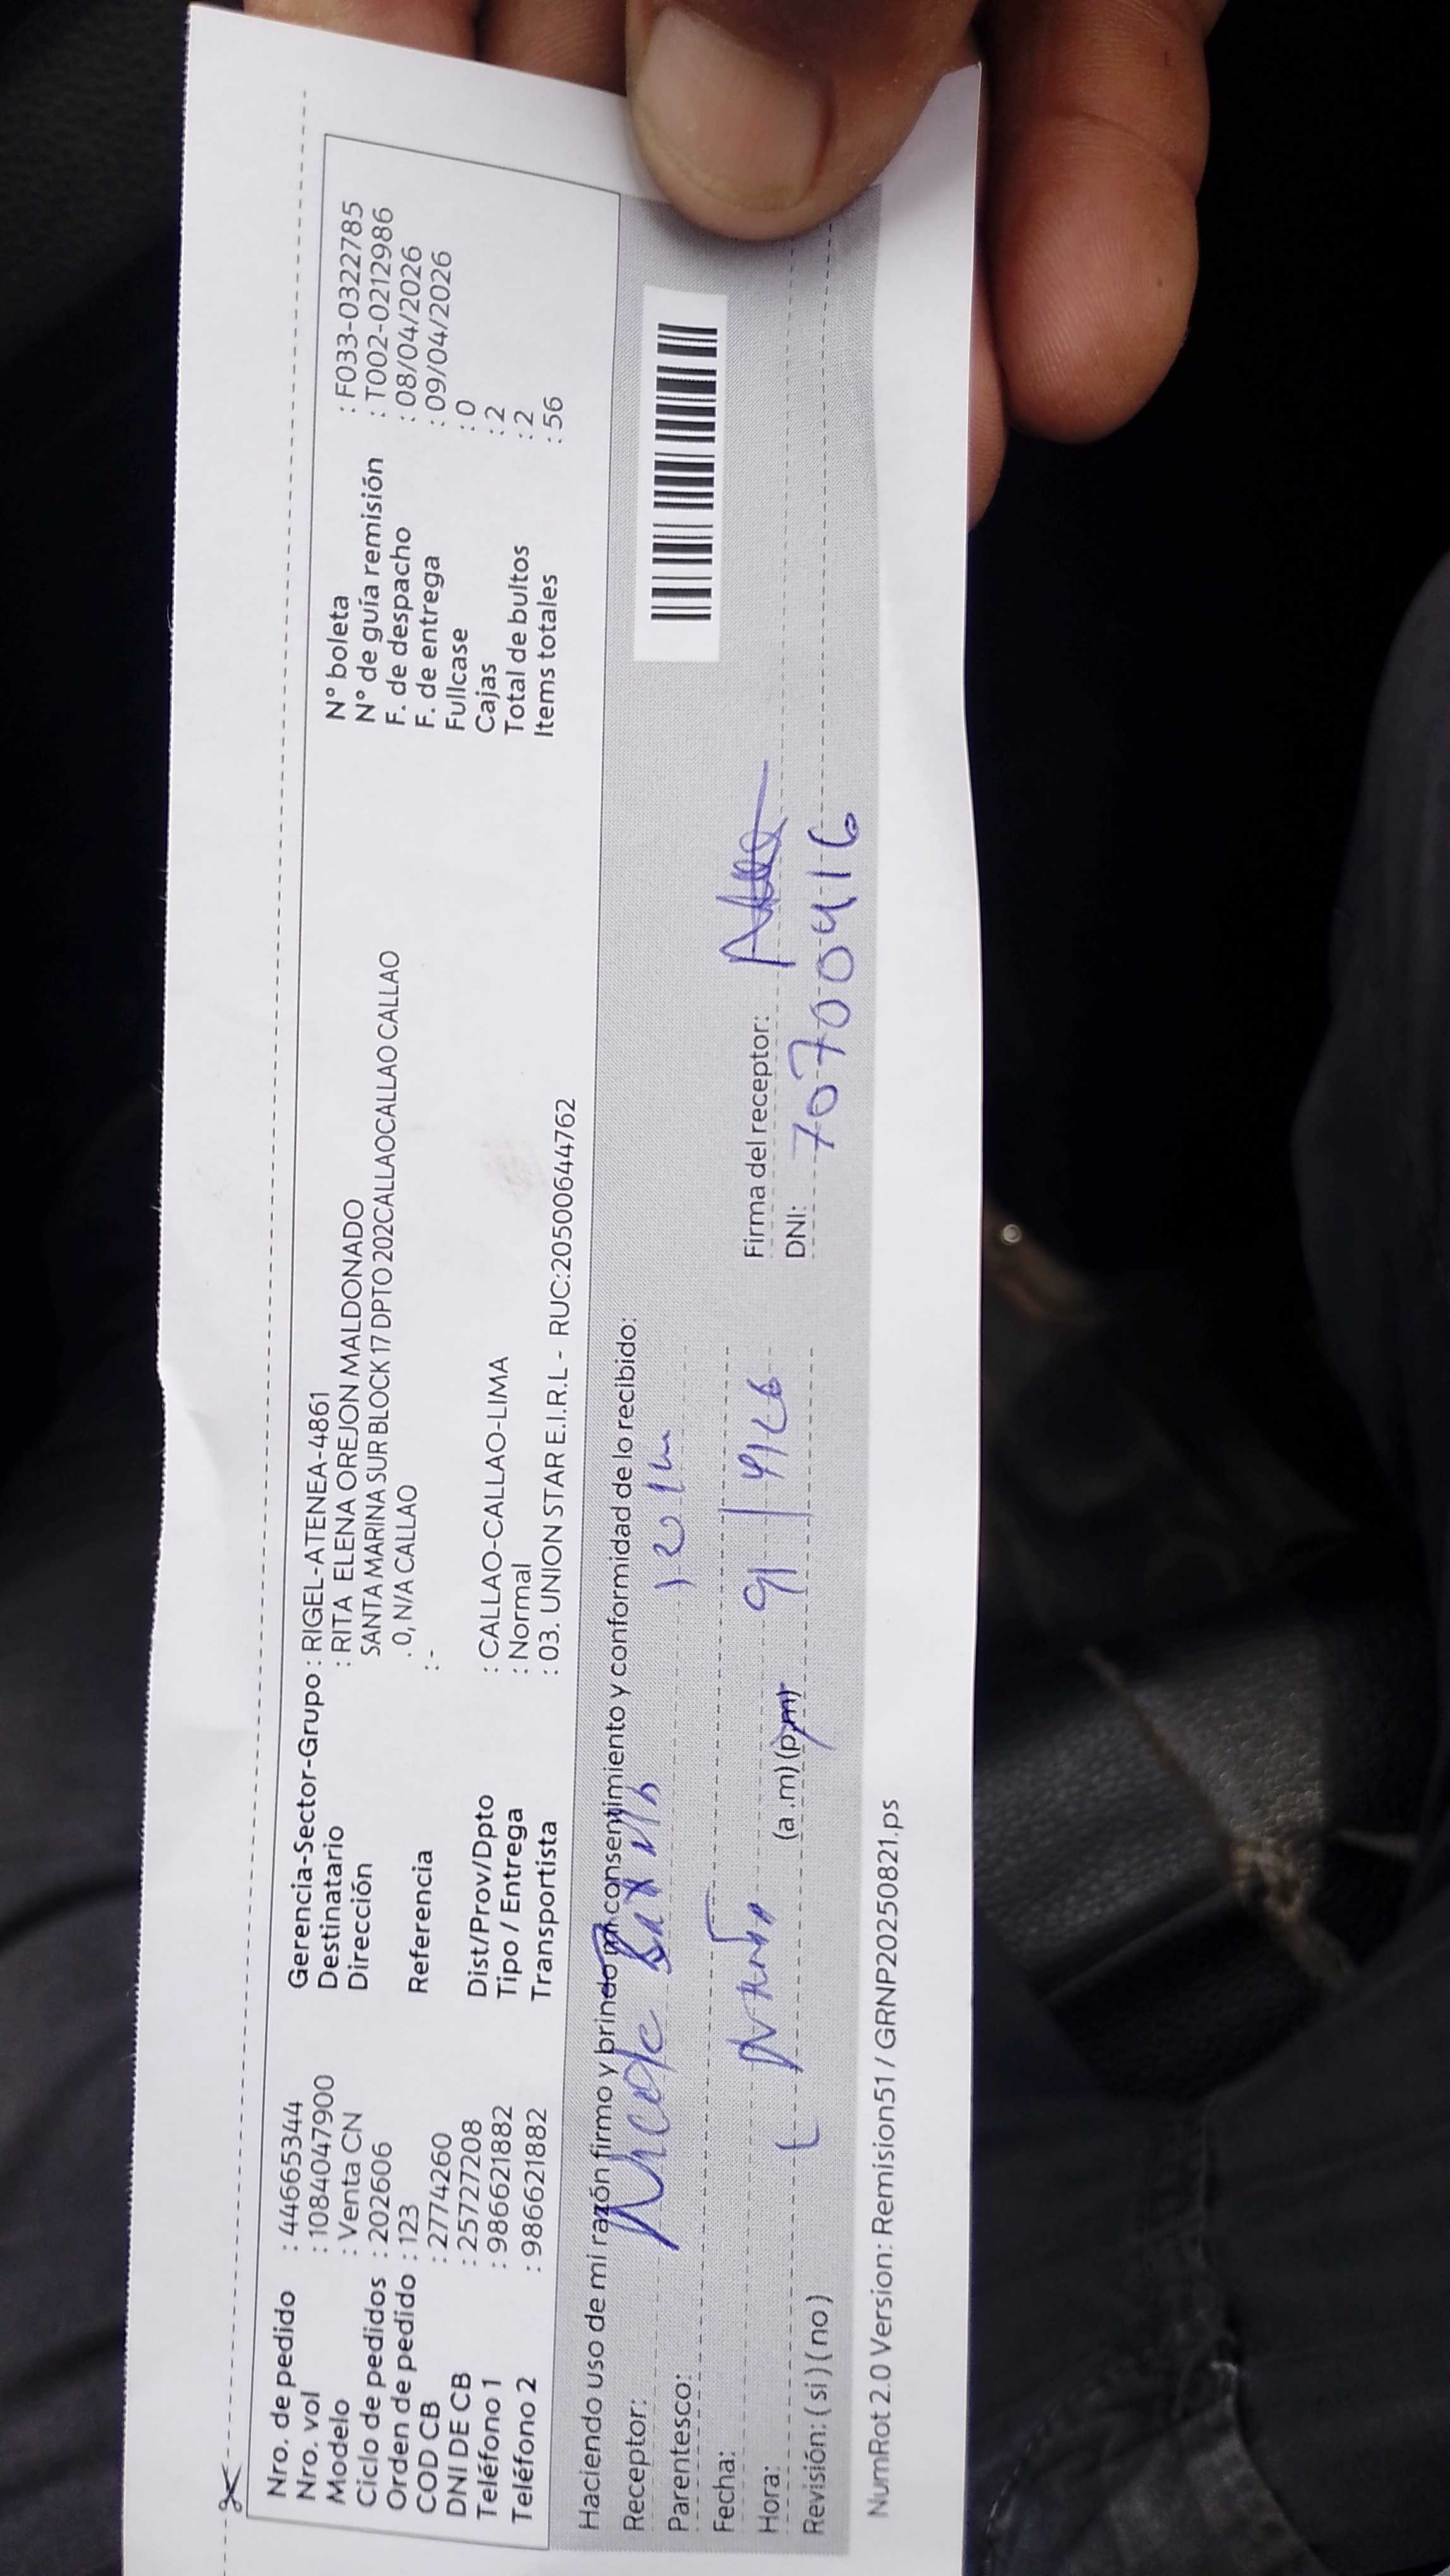 Nro. de pedido : 44665344
Nro. vol : 1084047900
Modelo : Venta CN
Ciclo de pedidos : 202606
Orden de pedido : 123
COD CB : 2774260
DNI DE CB : 25727208
Teléfono 1 : 986621882
Teléfono 2 : 986621882
Gerencia-Sector-Grupo : RIGEL-ATENEA-4861
Destinatario : RITA ELENA OREJON MALDONADO
Dirección SANTA MARINA SUR BLOCK 17 DPTO 202CALLAOCALLAO CALLAO
. 0, N/A CALLAO
Referencia : -
Dist/Prov/Dpto : CALLAO-CALLAO-LIMA
Tipo / Entrega : Normal
Transportista : 03. UNION STAR E.I.R.L - RUC:20500644762
N° boleta : F033-0322785
N° de guía remisión : T002-0212986
F. de despacho : 08/04/2026
F. de entrega : 09/04/2026
Fullcase : 0
Cajas : 2
Total de bultos : 2
Items totales : 56
Haciendo uso de mi razón firmo y brindo mi consentimiento y conformidad de lo recibido:
Receptor:
Parentesco:
Fecha: 9/4/26
Hora: (a.m) (p.m)
Revisión: ( si ) ( no )
Firma del receptor:
DNI: 70700416
NumRot 2.0 Version: Remision51 / GRNP20250821.ps